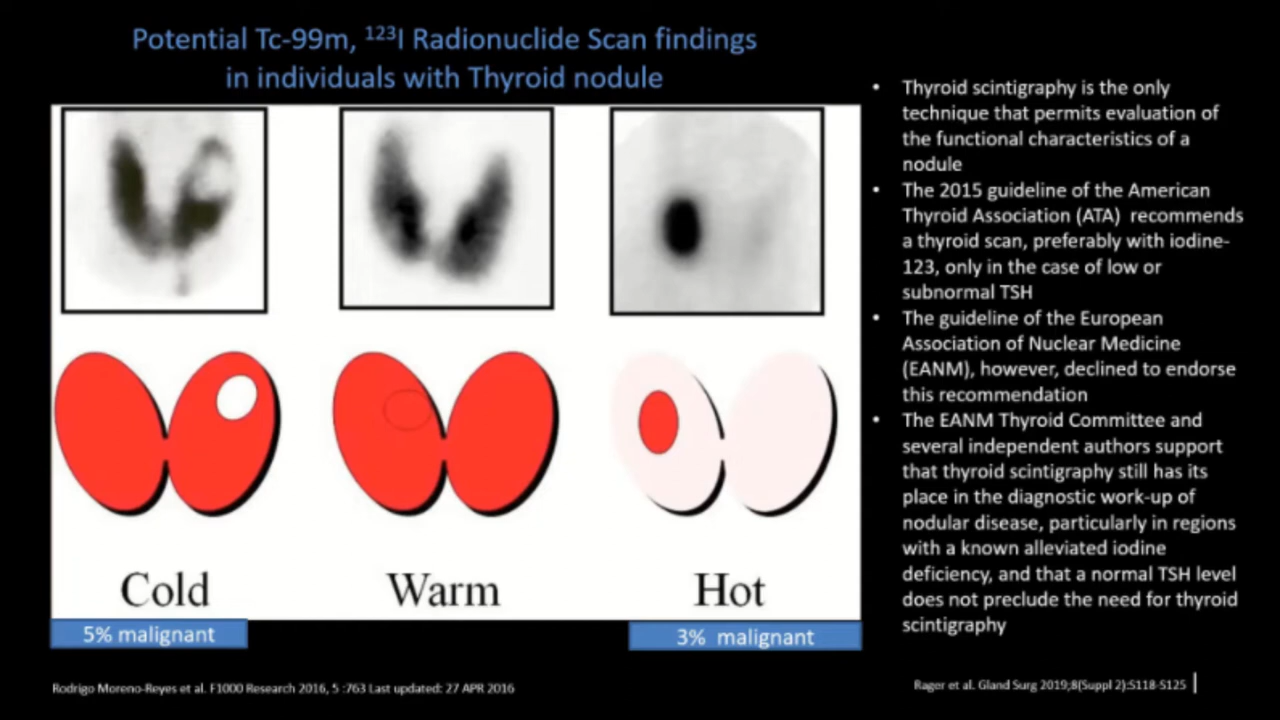 Potential Tc-99m, ¹²³I Radionuclide Scan findings
in individuals with Thyroid nodule
Cold
Warm
Hot
5% malignant
3% malignant
• Thyroid scintigraphy is the only
technique that permits evaluation of
the functional characteristics of a
nodule
• The 2015 guideline of the American
Thyroid Association (ATA) recommends
a thyroid scan, preferably with iodine-
123, only in the case of low or
subnormal TSH
• The guideline of the European
Association of Nuclear Medicine
(EANM), however, declined to endorse
this recommendation
• The EANM Thyroid Committee and
several independent authors support
that thyroid scintigraphy still has its
place in the diagnostic work-up of
nodular disease, particularly in regions
with a known alleviated iodine
deficiency, and that a normal TSH level
does not preclude the need for thyroid
scintigraphy
Rodrigo Moreno-Reyes et al. F1000 Research 2016, 5 :763 Last updated: 27 APR 2016
Rager et al. Gland Surg 2019;8(Suppl 2):S118-S125